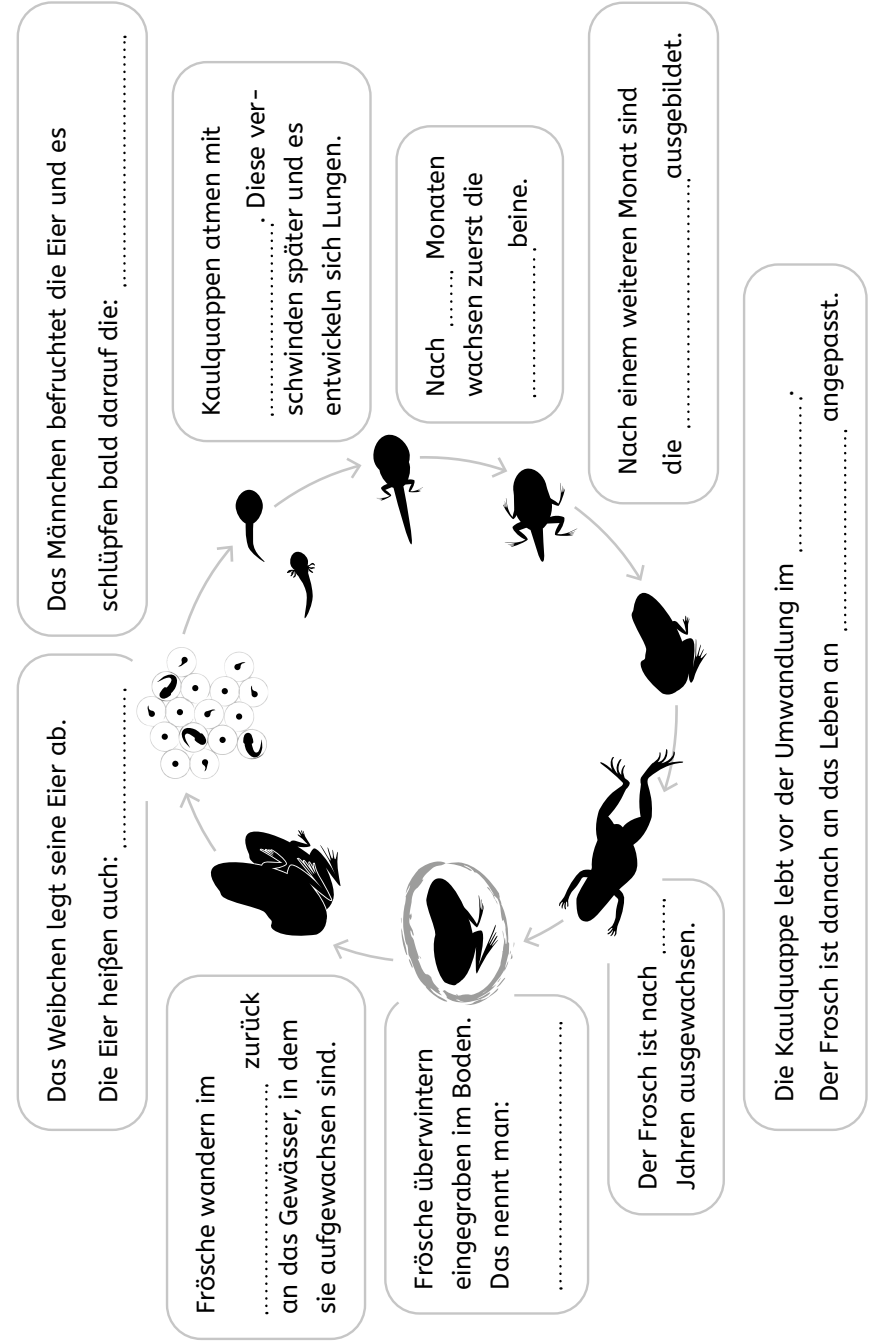 Das Weibchen legt seine Eier ab.
Die Eier heißen auch: ........................
Das Männchen befruchtet die Eier und es
schlüpfen bald darauf die: ........................
Kaulquappen atmen mit
........................ . Diese ver-
schwinden später und es
entwickeln sich Lungen.
Nach ........ Monaten
wachsen zuerst die
........................ beine.
Nach einem weiteren Monat sind
die ........................ ausgebildet.
Die Kaulquappe lebt vor der Umwandlung im ........................ .
Der Frosch ist danach an das Leben an ........................ angepasst.
Der Frosch ist nach ........
Jahren ausgewachsen.
Frösche überwintern
eingegraben im Boden.
Das nennt man:
........................
Frösche wandern im
........................ zurück
an das Gewässer, in dem
sie aufgewachsen sind.